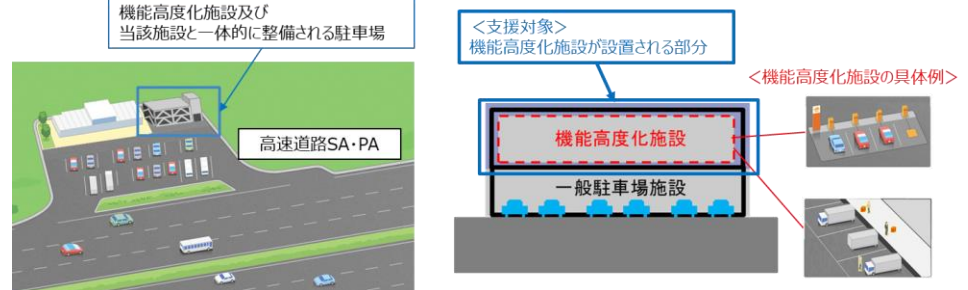 機能高度化施設及び
当該施設と一体的に整備される駐車場
高速道路SA・PA
<支援対象>
機能高度化施設が設置される部分
<機能高度化施設の具体例>
機能高度化施設
一般駐車場施設